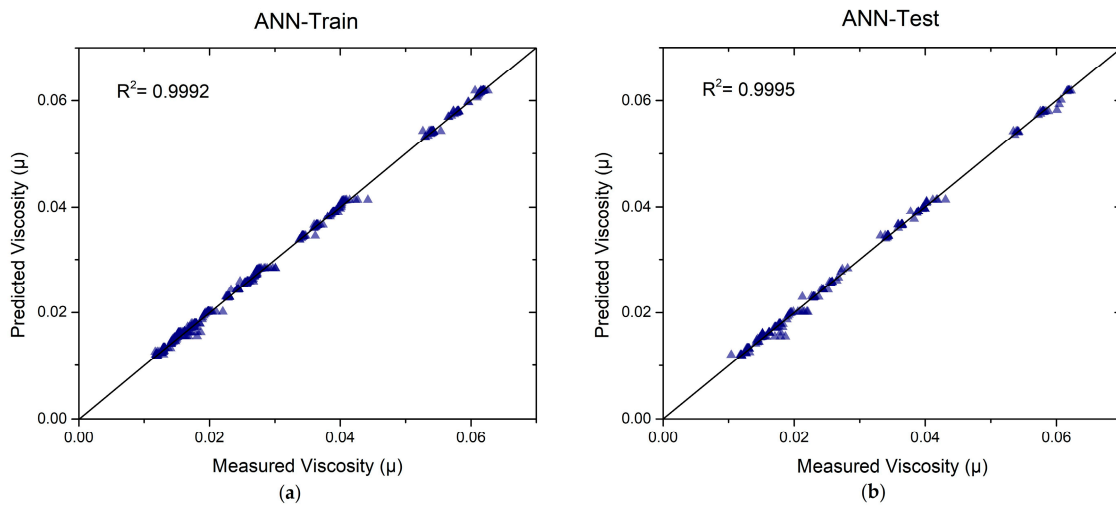 ANN-Train
R²= 0.9992
Predicted Viscosity (μ)
0.06
0.04
0.02
0.00
0.00 0.02 0.04 0.06
Measured Viscosity (μ)
(a)
ANN-Test
R²= 0.9995
Predicted Viscosity (μ)
0.06
0.04
0.02
0.00
0.00 0.02 0.04 0.06
Measured Viscosity (μ)
(b)